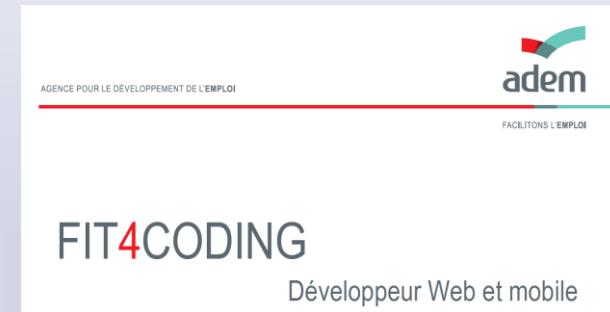 adem
AGENCE POUR LE DÉVELOPPEMENT DE L'EMPLOI
FACILITONS L'EMPLOI
FIT4CODING
Développeur Web et mobile